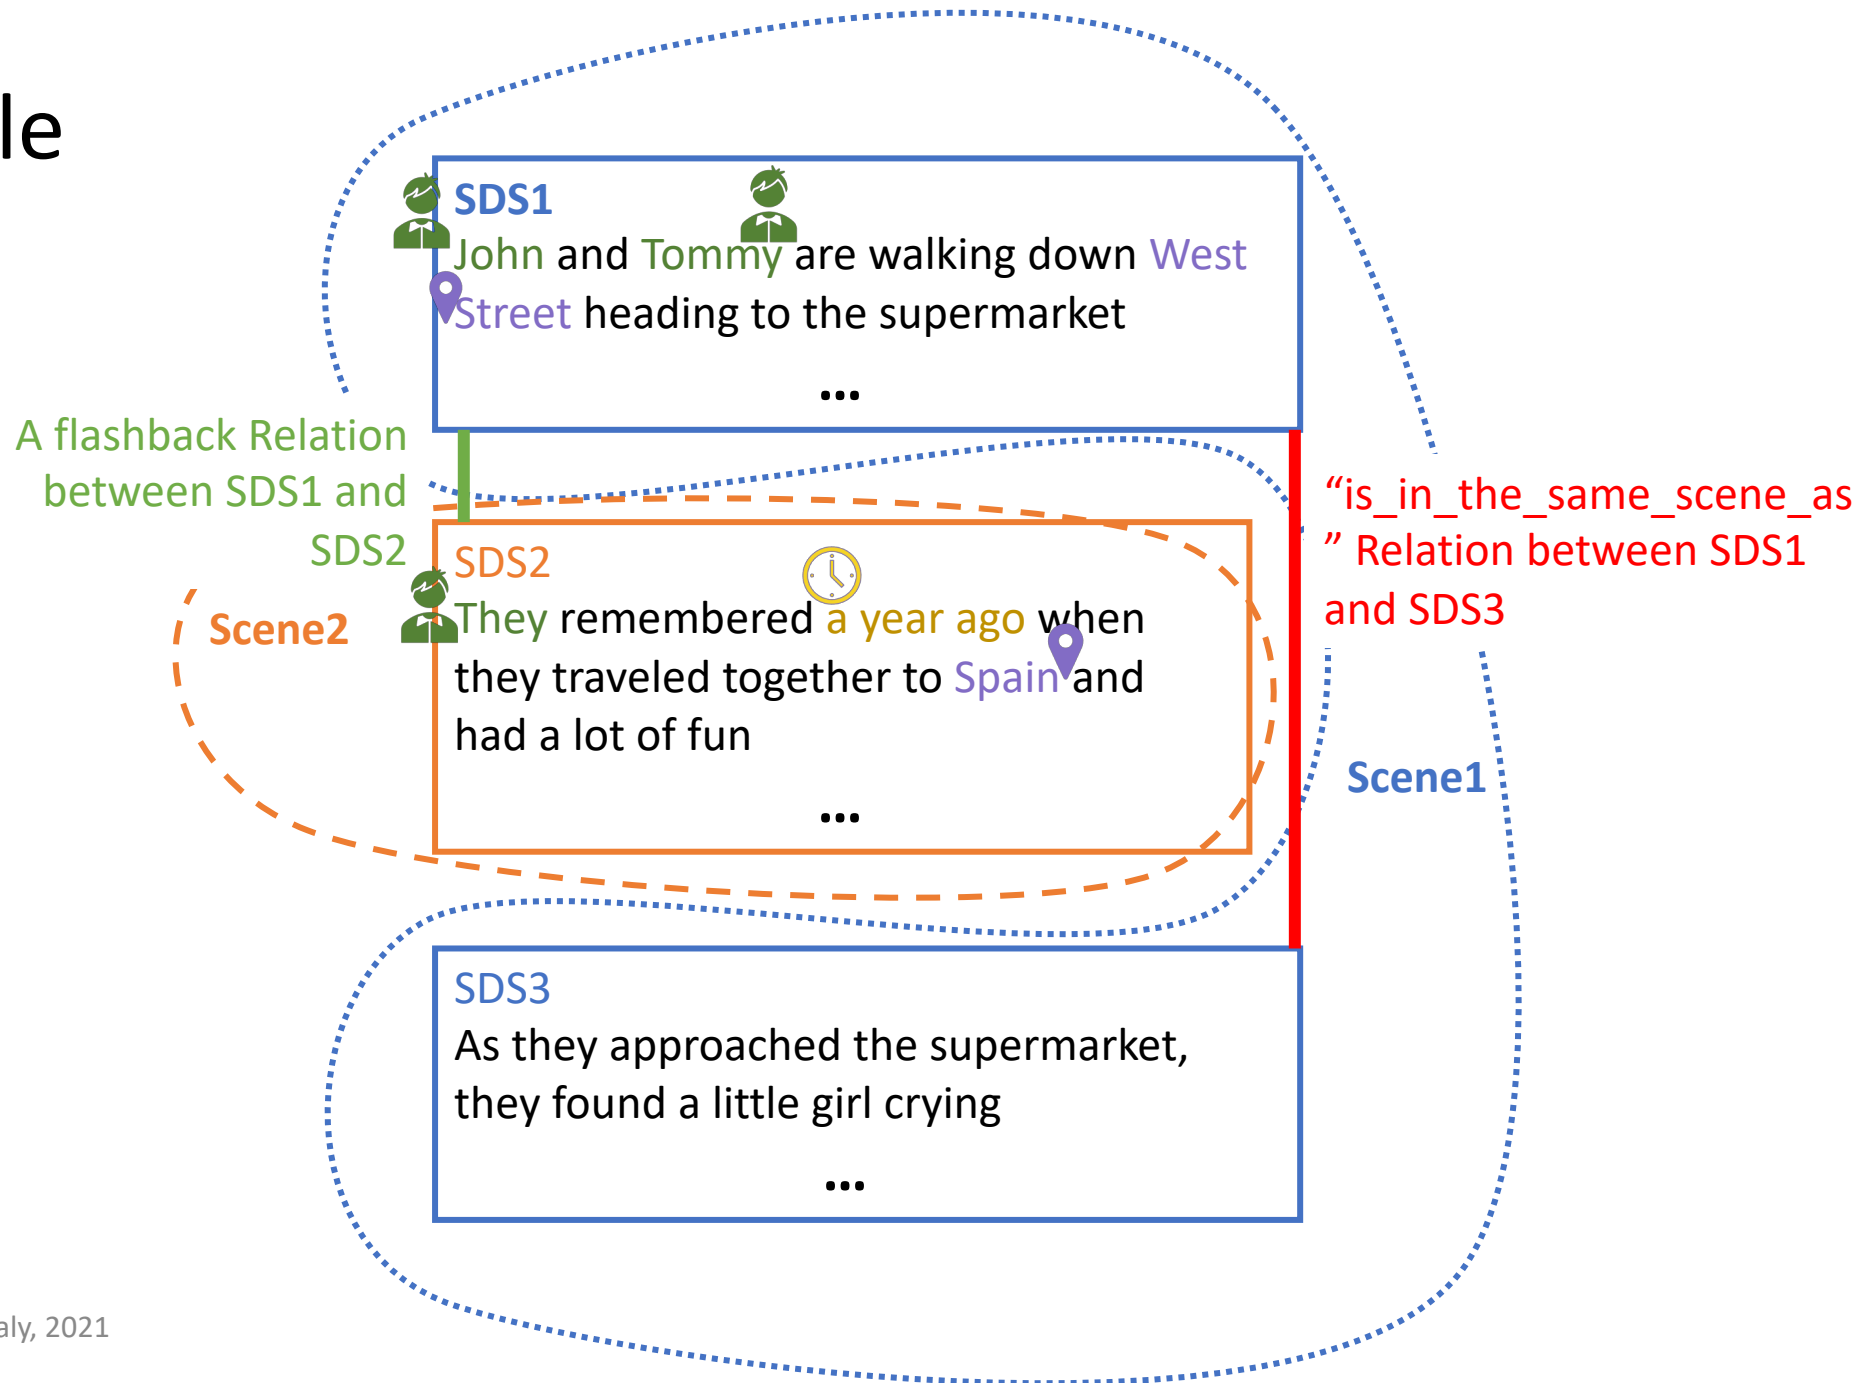 le
SDS1
John and Tommy are walking down West
Street heading to the supermarket
...
A flashback Relation
between SDS1 and
SDS2
“is_in_the_same_scene_as
” Relation between SDS1
and SDS3
SDS2
They remembered a year ago when
they traveled together to Spain and
had a lot of fun
...
Scene2
Scene1
SDS3
As they approached the supermarket,
they found a little girl crying
...
aly, 2021